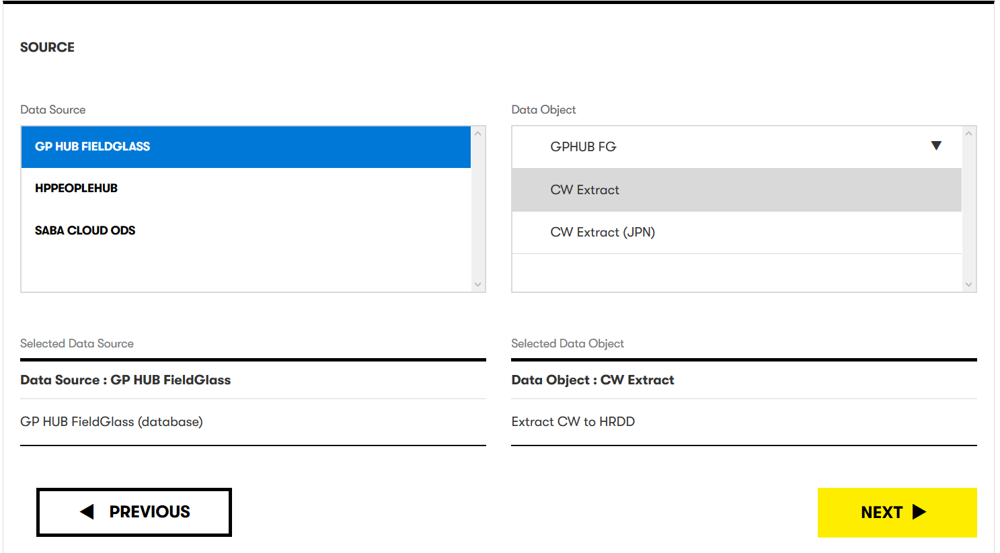 SOURCE
Data Source
GP HUB FIELDGLASS
HPPEOPLEHUB
SABA CLOUD ODS
Data Object
GPHUB FG
CW Extract
CW Extract (JPN)
Selected Data Source
Data Source : GP HUB FieldGlass
GP HUB FieldGlass (database)
Selected Data Object
Data Object : CW Extract
Extract CW to HRDD
PREVIOUS
NEXT